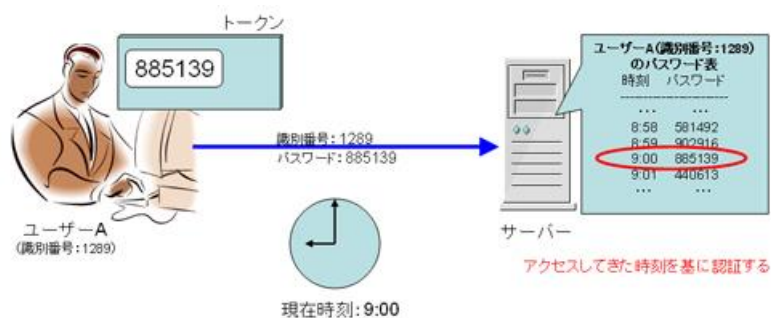 トークン
885139
識別番号:1289
パスワード:885139
ユーザーA
(識別番号:1289)
現在時刻:9:00
サーバー
ユーザーA(識別番号:1289)
のパスワード表
時刻 パスワード
------------------------
... ...
8:58 581492
8:59 902916
9:00 885139
9:01 440613
... ...
アクセスしてきた時刻を基に認証する